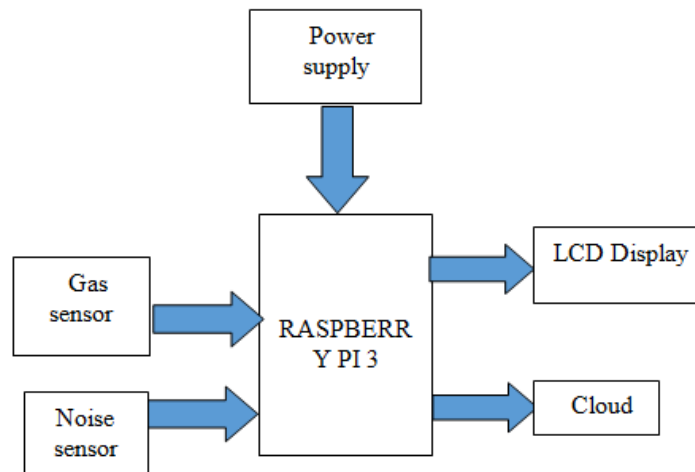 Power
supply
LCD Display
Gas
sensor
RASPBERR
Y PI 3
Cloud
Noise
sensor